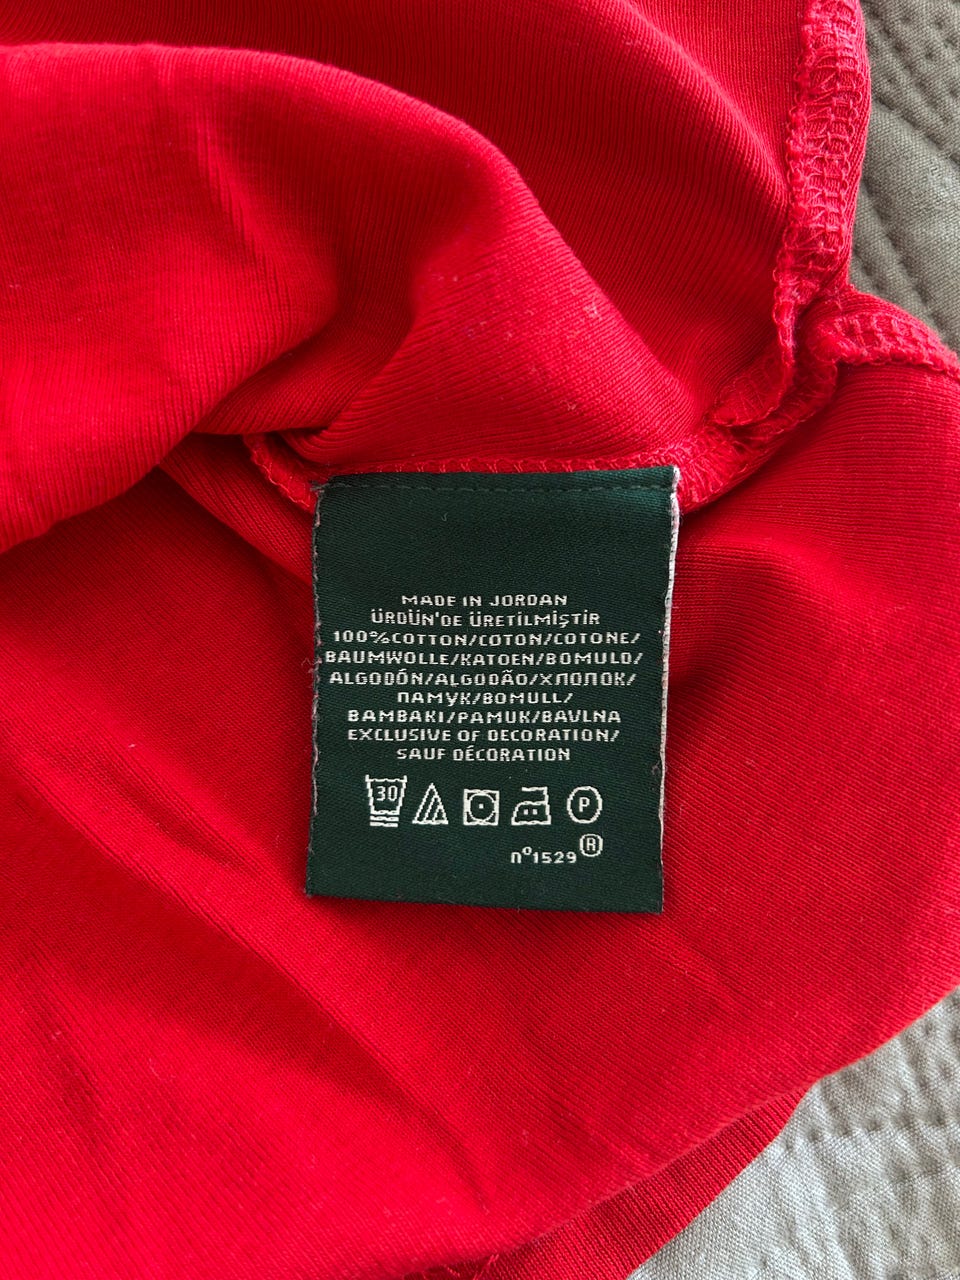 MADE IN JORDAN
ÜRDÜN'DE ÜRETİLMİŞTİR
100%COTTON/COTON/COTONE/
BAUMWOLLE/KATOEN/BOMULD/
ALGODÓN/ALGODÃO/ХЛОПОК/
ПАМУК/BOMULL/
BAMBAKI/PAMUK/BAVLNA
EXCLUSIVE OF DECORATION/
SAUF DÉCORATION
30 P
nº1529®